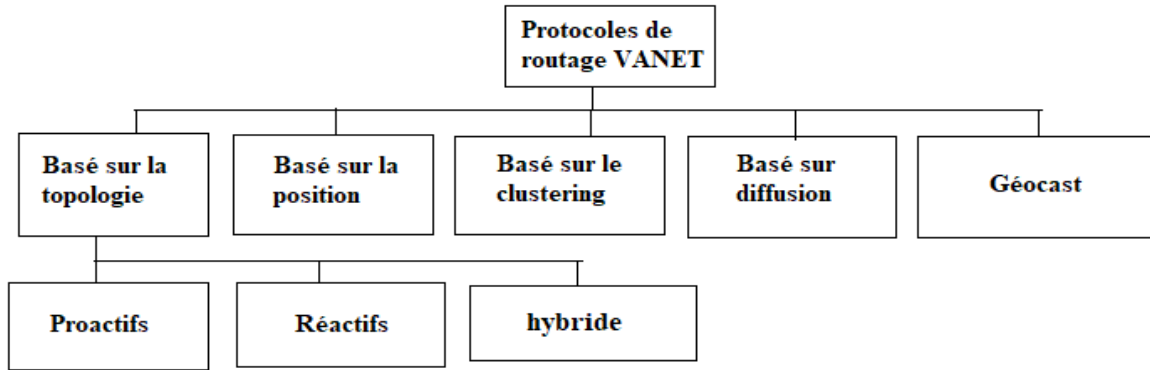 Protocoles de
routage VANET
Basé sur la
topologie
Basé sur la
position
Basé sur le
clustering
Basé sur
diffusion
Géocast
Proactifs
Réactifs
hybride